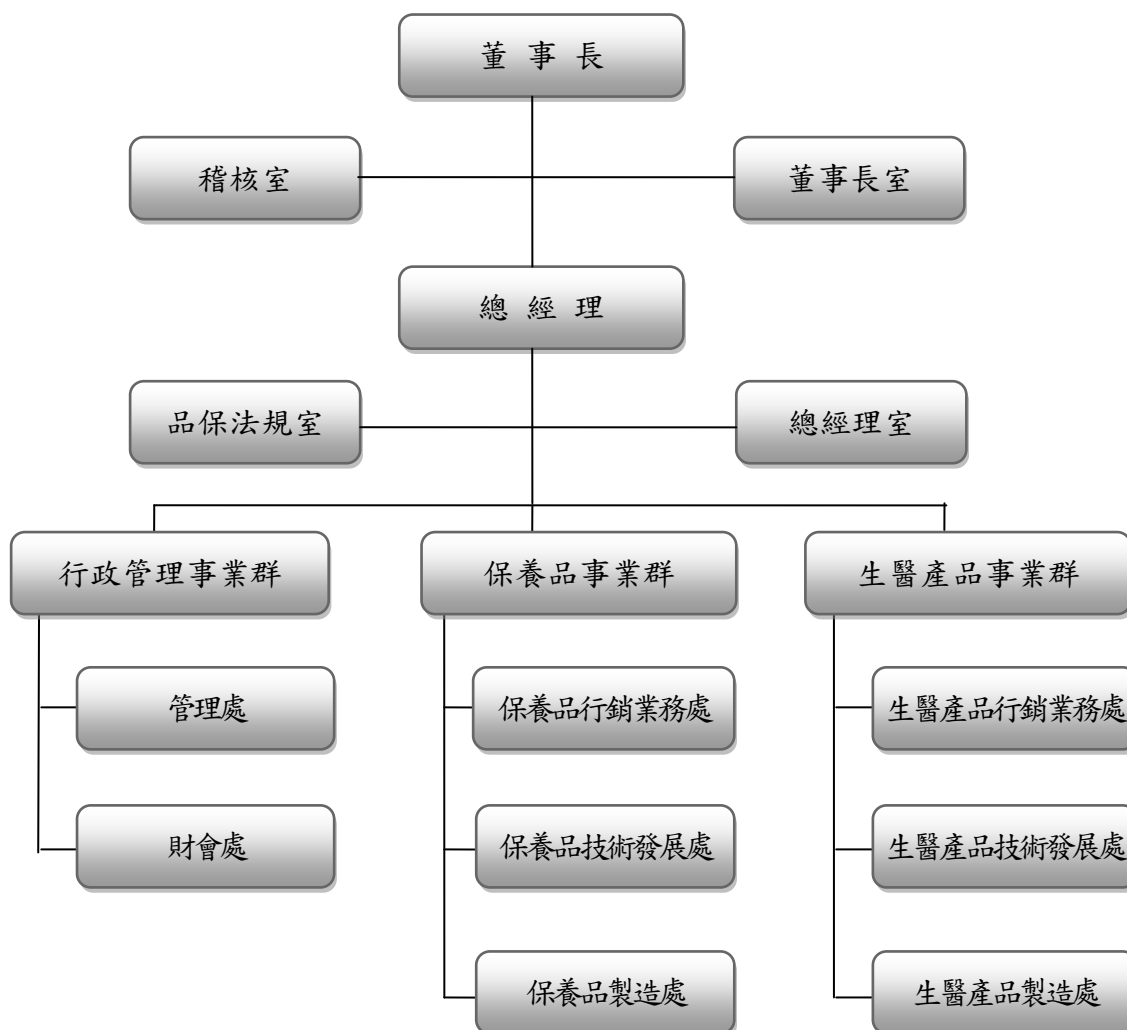 董 事 長
稽核室
董事長室
總 經 理
品保法規室
總經理室
行政管理事業群
保養品事業群
生醫產品事業群
管理處
保養品行銷業務處
生醫產品行銷業務處
財會處
保養品技術發展處
生醫產品技術發展處
保養品製造處
生醫產品製造處